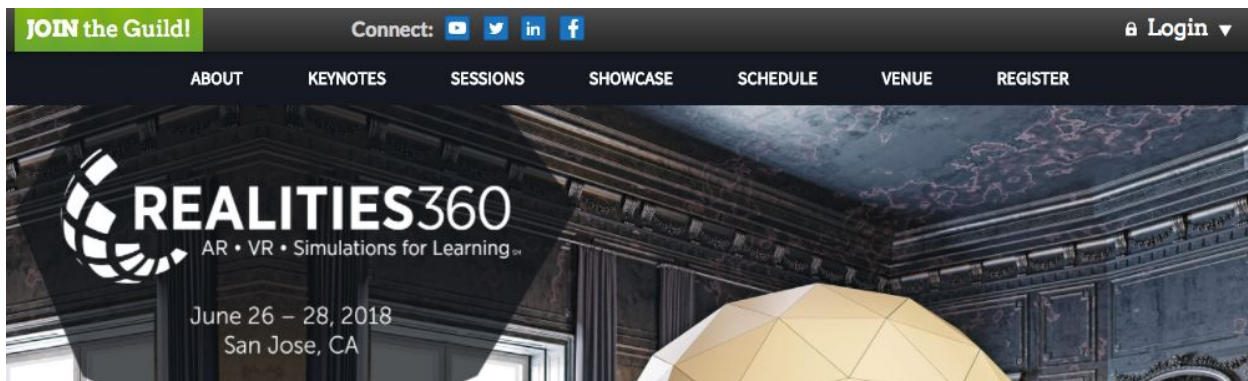 JOIN the Guild!
Connect:
Login
ABOUT KEYNOTES SESSIONS SHOWCASE SCHEDULE VENUE REGISTER
REALITIES360
AR • VR • Simulations for Learning
June 26 – 28, 2018
San Jose, CA